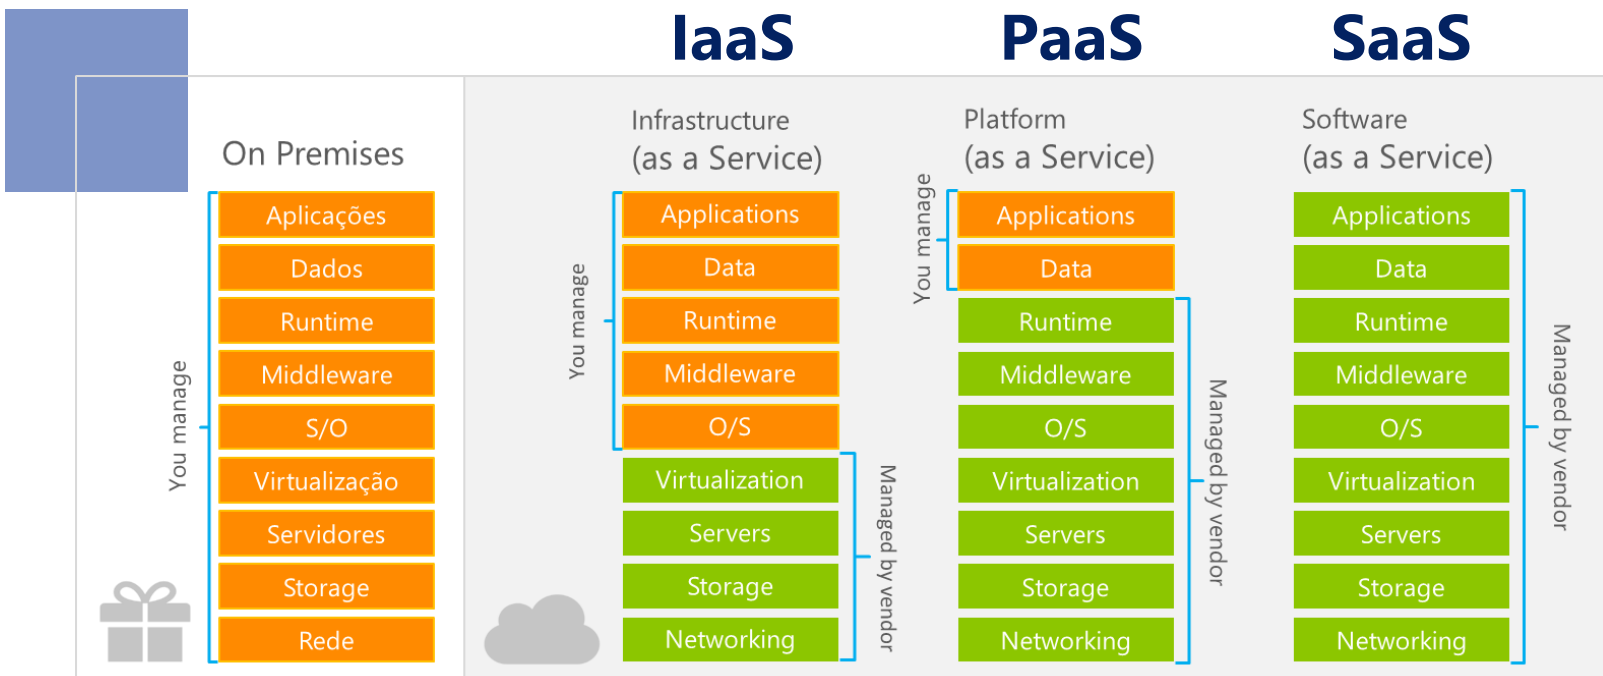 IaaS
PaaS
SaaS
On Premises
Aplicações
Dados
Runtime
Middleware
S/O
Virtualização
Servidores
Storage
Rede
You manage
Infrastructure
(as a Service)
Applications
Data
Runtime
Middleware
O/S
Virtualization
Servers
Storage
Networking
You manage
Managed by vendor
Platform
(as a Service)
Applications
Data
Runtime
Middleware
O/S
Virtualization
Servers
Storage
Networking
You manage
Managed by vendor
Software
(as a Service)
Applications
Data
Runtime
Middleware
O/S
Virtualization
Servers
Storage
Networking
Managed by vendor